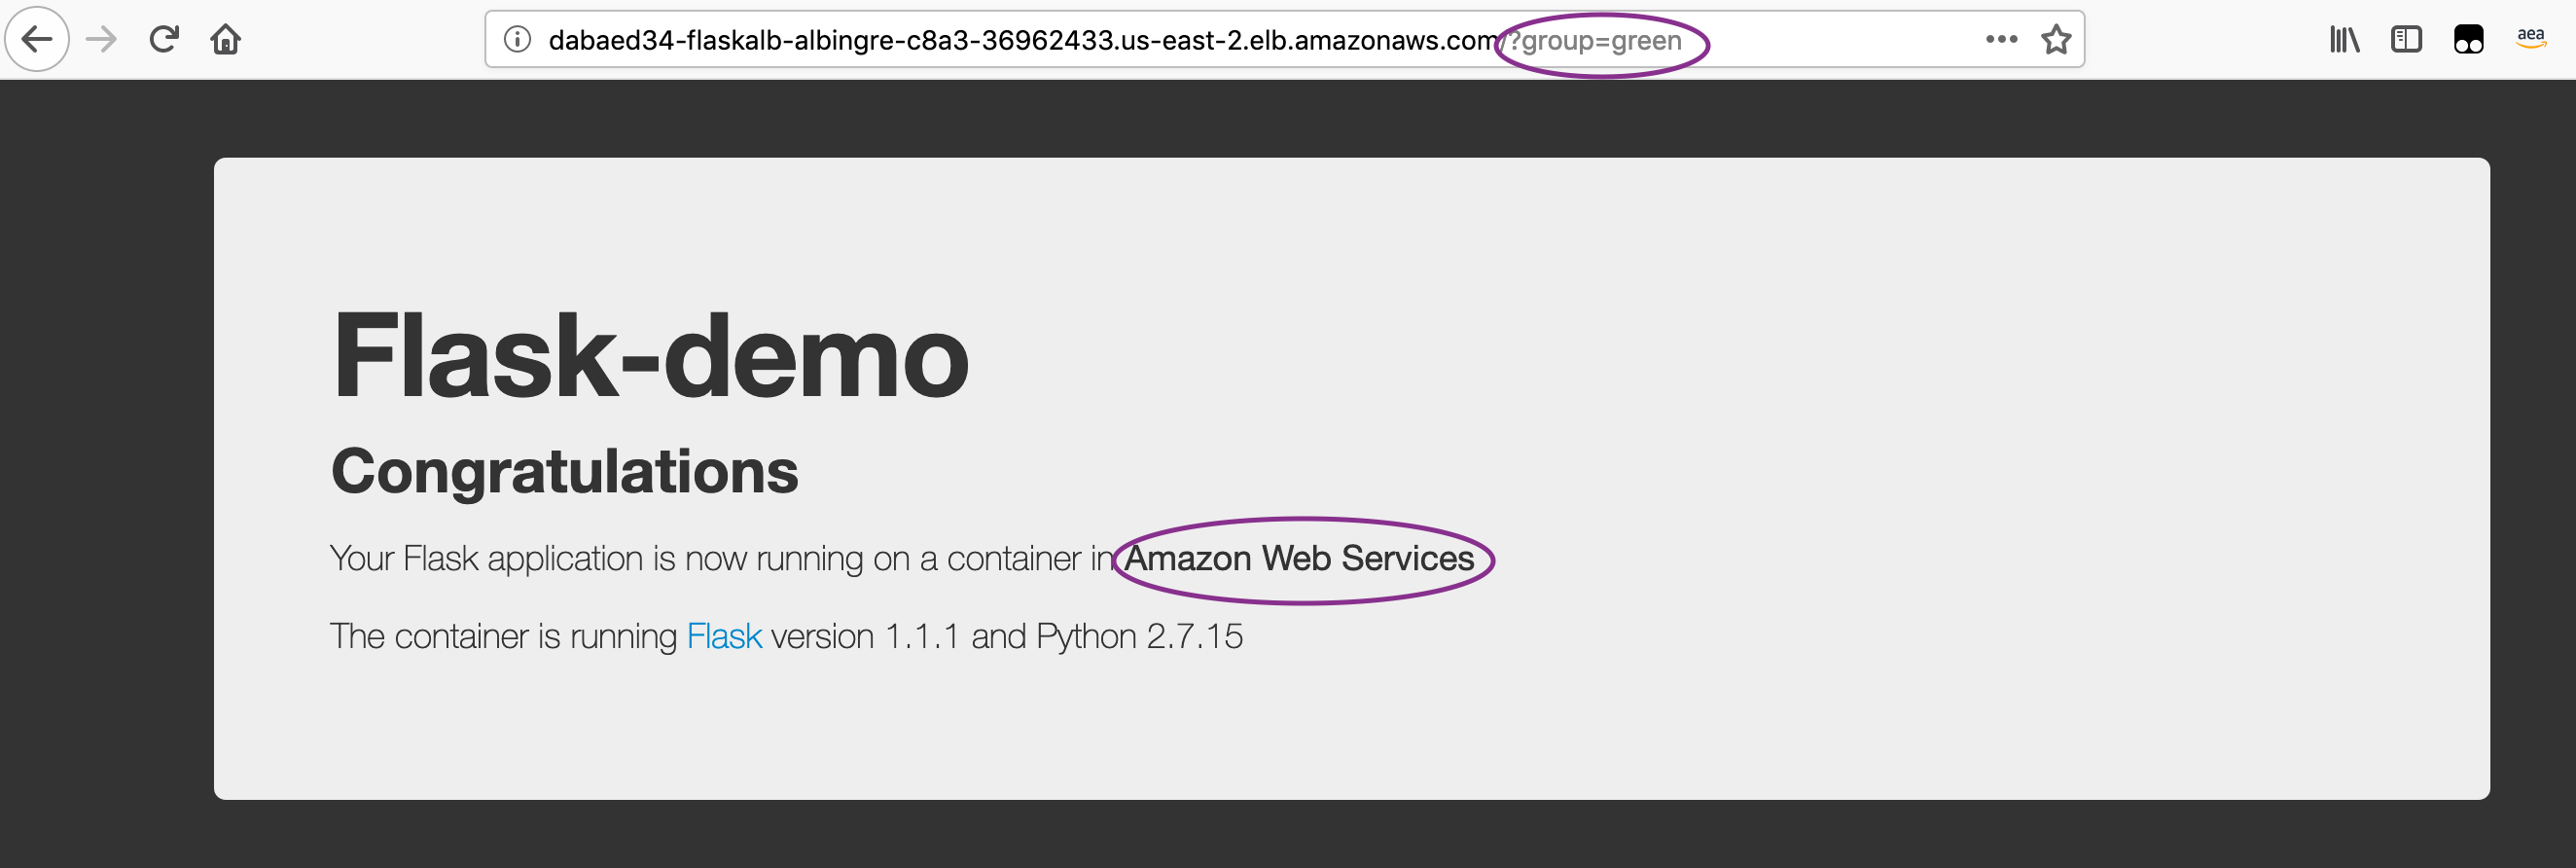 dabaed34-flaskalb-albingre-c8a3-36962433.us-east-2.elb.amazonaws.com/?group=green
aea
Flask-demo
Congratulations
Your Flask application is now running on a container in Amazon Web Services
The container is running Flask version 1.1.1 and Python 2.7.15